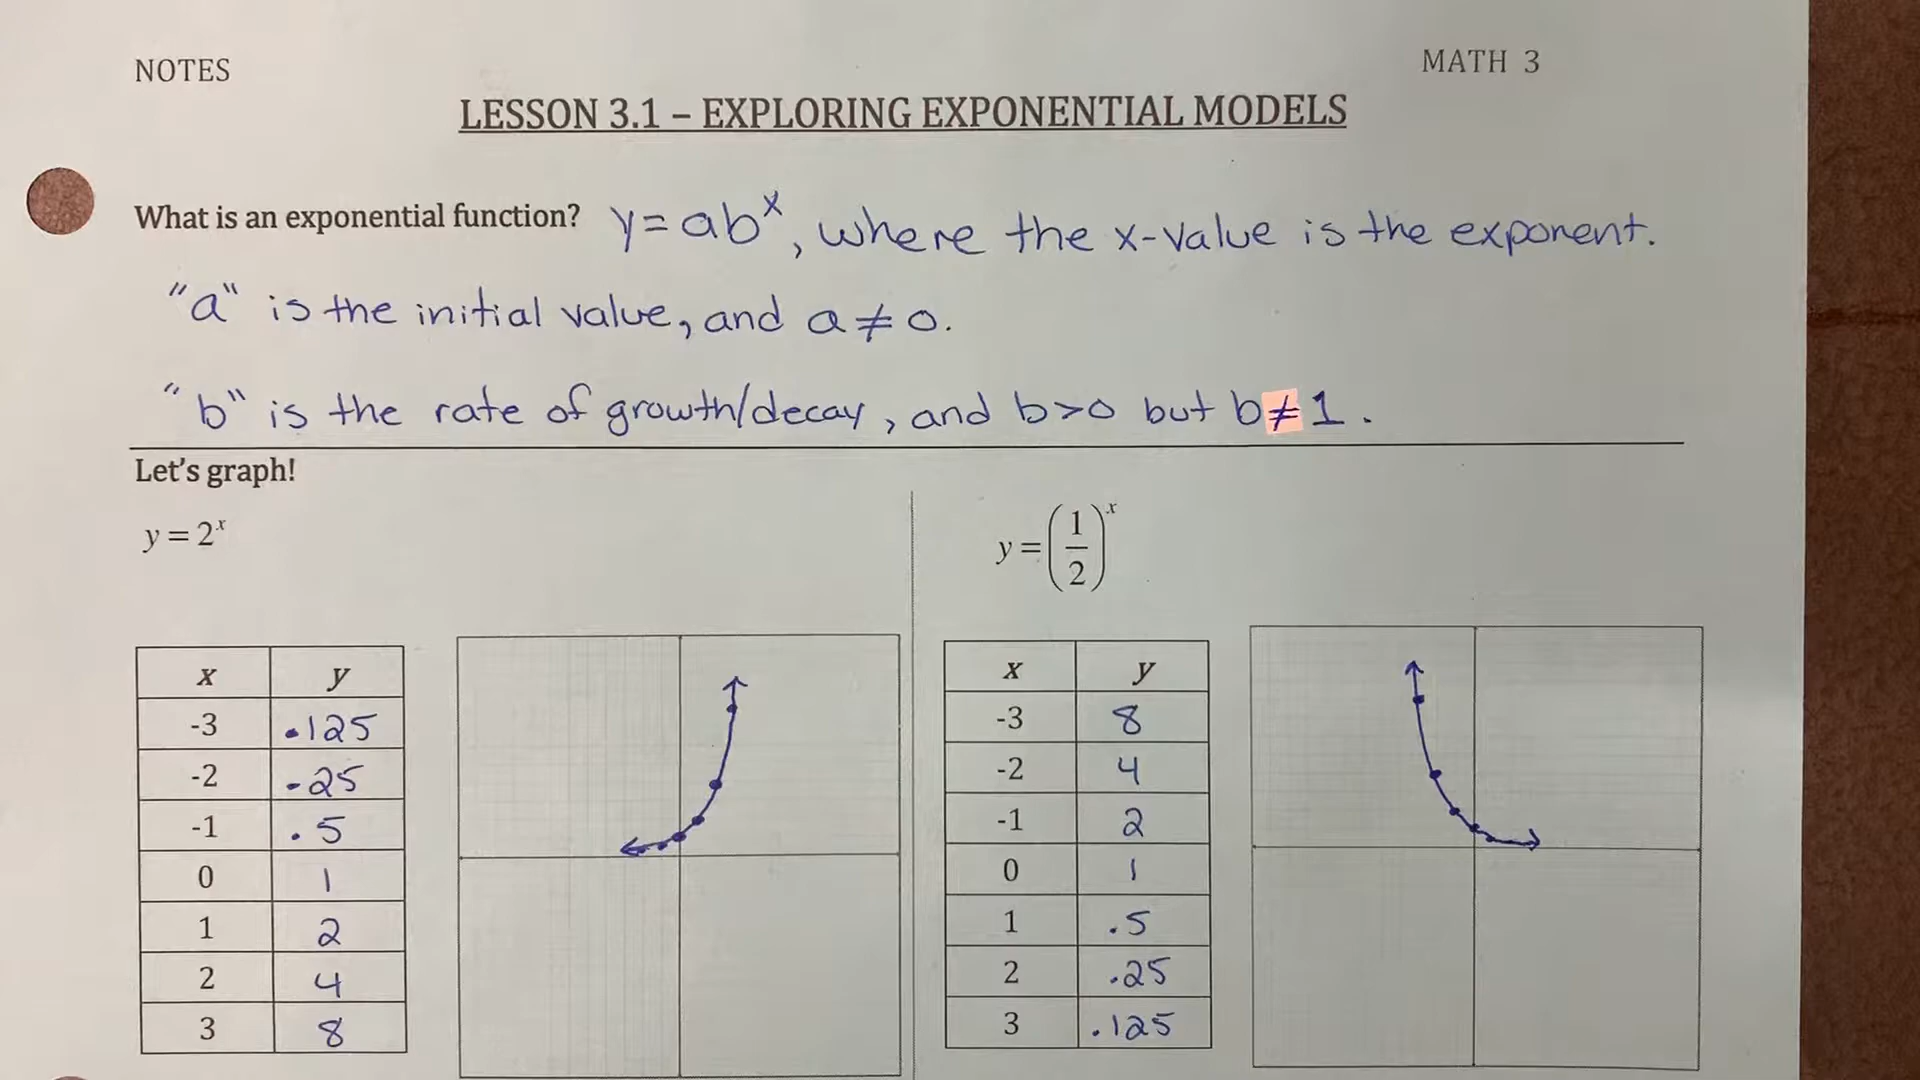 NOTES
MATH 3
LESSON 3.1 – EXPLORING EXPONENTIAL MODELS
What is an exponential function? y=abˣ, where the x-value is the exponent.
"a" is the initial value, and a≠0.
"b" is the rate of growth/decay, and b>0 but b≠1.
Let's graph!
y = 2ˣ
x y
-3 .125
-2 .25
-1 .5
0 1
1 2
2 4
3 8
y = (1/2)ˣ
x y
-3 8
-2 4
-1 2
0 1
1 .5
2 .25
3 .125